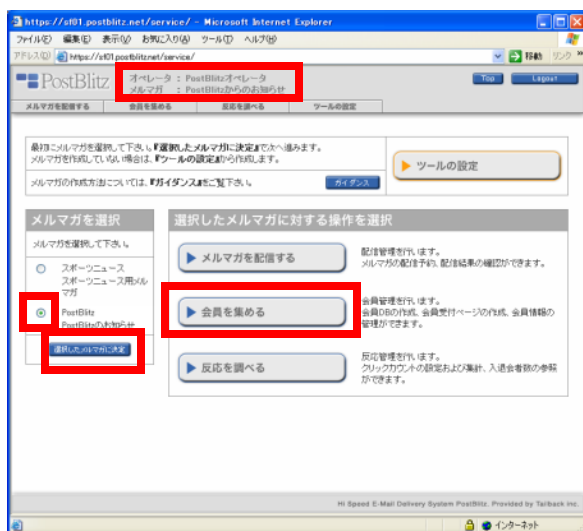 https://sf01.postblitz.net/service/ - Microsoft Internet Explorer
ファイル(F) 編集(E) 表示(V) お気に入り(A) ツール(T) ヘルプ(H)
アドレス(D) https://sf01.postblitz.net/service/ 移動 リンク »
PostBlitz
オペレータ : PostBlitzオペレータ
メルマガ : PostBlitzからのお知らせ
Top Logout
メルマガを配信する 会員を集める 反応を調べる ツールの設定
最初にメルマガを選択して下さい。『選択したメルマガに決定』で次へ進みます。
メルマガを作成していない場合は、『ツールの設定』から作成します。
メルマガの作成方法については、『ガイダンス』をご覧下さい。 ガイダンス
ツールの設定
メルマガを選択
メルマガを選択して下さい。
スポーツニュース
スポーツニュース用メル
マガ
PostBlitz
PostBlitzのお知らせ
選択したメルマガに決定
選択したメルマガに対する操作を選択
メルマガを配信する
配信管理を行います。
メルマガの配信予約、配信結果の確認ができます。
会員を集める
会員管理を行います。
会員DBの作成、会員受付ページの作成、会員情報の
管理ができます。
反応を調べる
反応管理を行います。
クリックカウントの設定および集計、入退会者数の参照
ができます。
Hi Speed E-Mail Delivery System PostBlitz. Provided by Talback inc.
インターネット